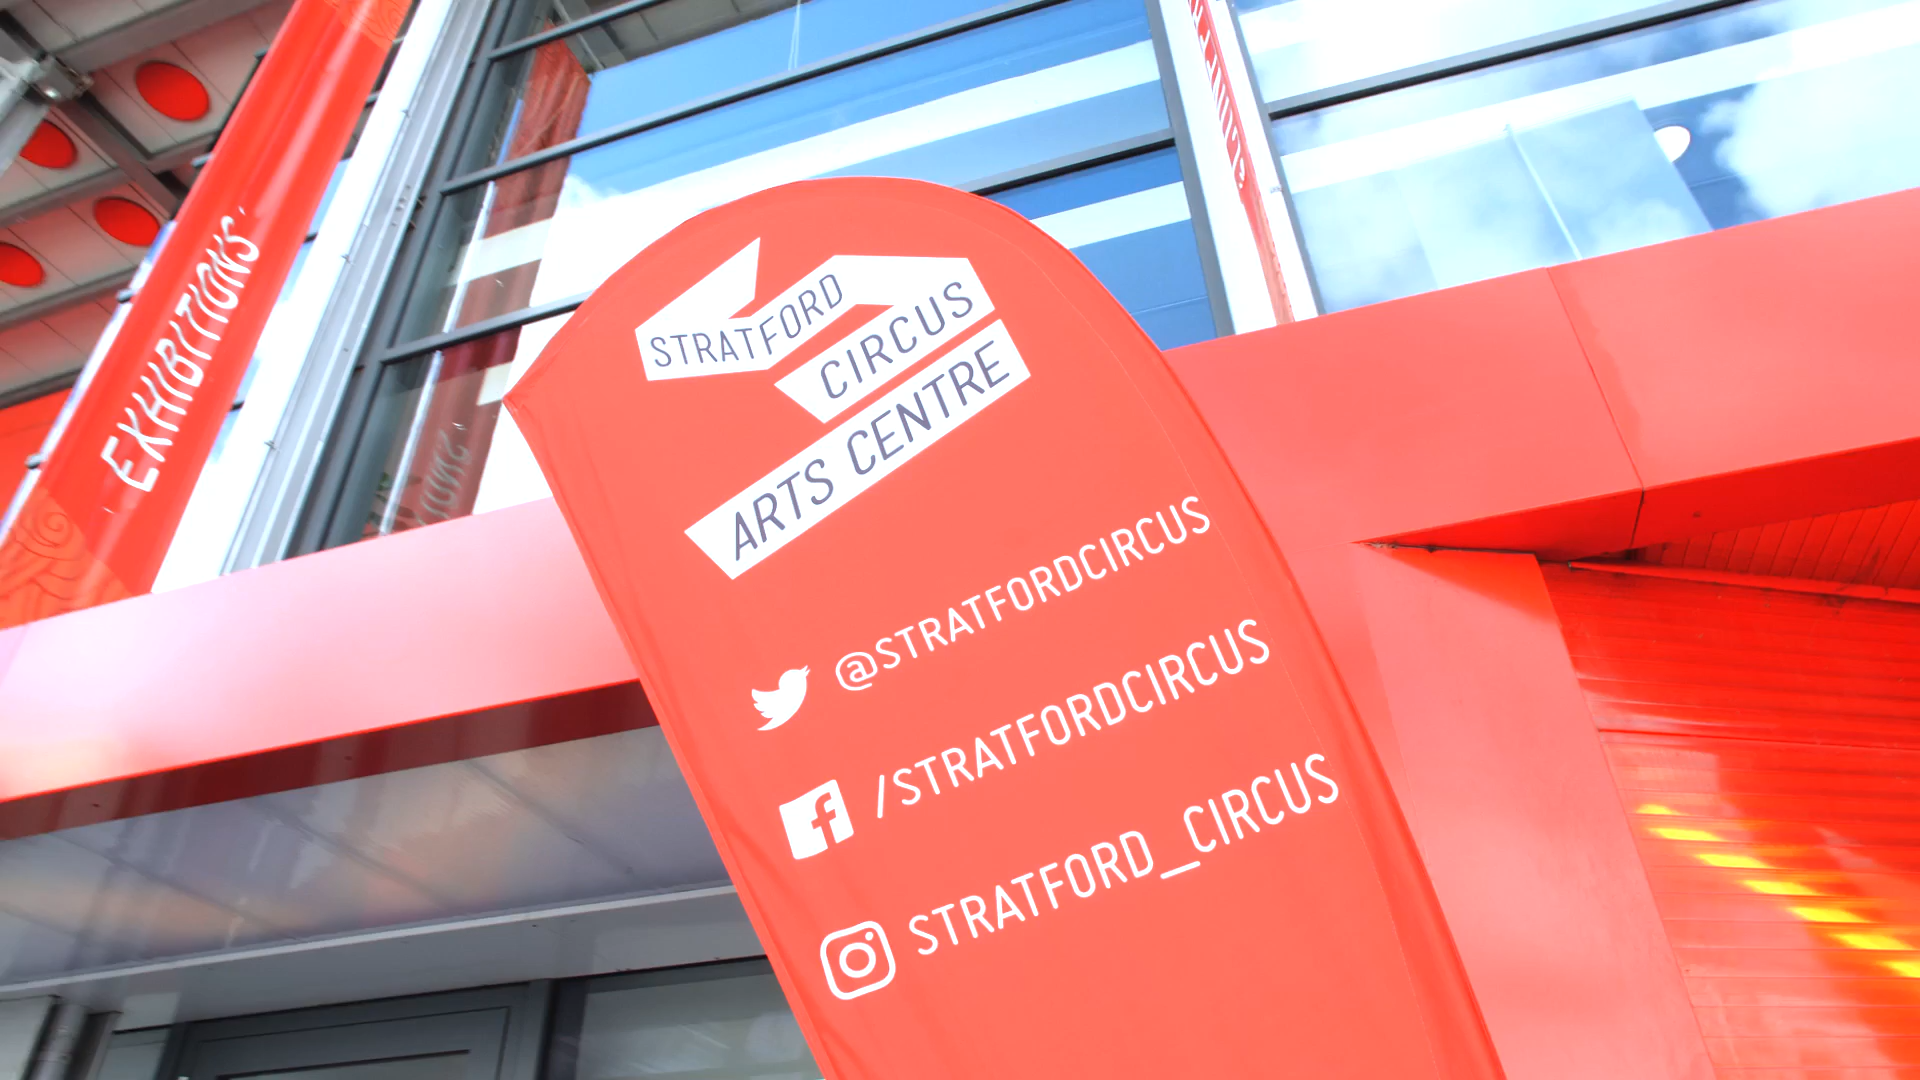 EXHIBITIONS
STRATFORD
CIRCUS
ARTS CENTRE
@STRATFORDCIRCUS
/STRATFORDCIRCUS
STRATFORD_CIRCUS